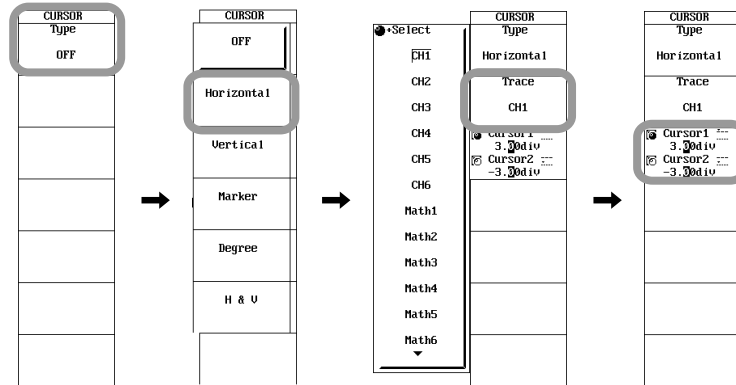 CURSOR
Type
OFF
CURSOR
OFF
Horizontal
Vertical
Marker
Degree
H & V
+Select
CH1
CH2
CH3
CH4
CH5
CH6
Math1
Math2
Math3
Math4
Math5
Math6
CURSOR
Type
Horizontal
Trace
CH1
Cursor1
3.00div
Cursor2
-3.00div
CURSOR
Type
Horizontal
Trace
CH1
Cursor1
3.00div
Cursor2
-3.00div